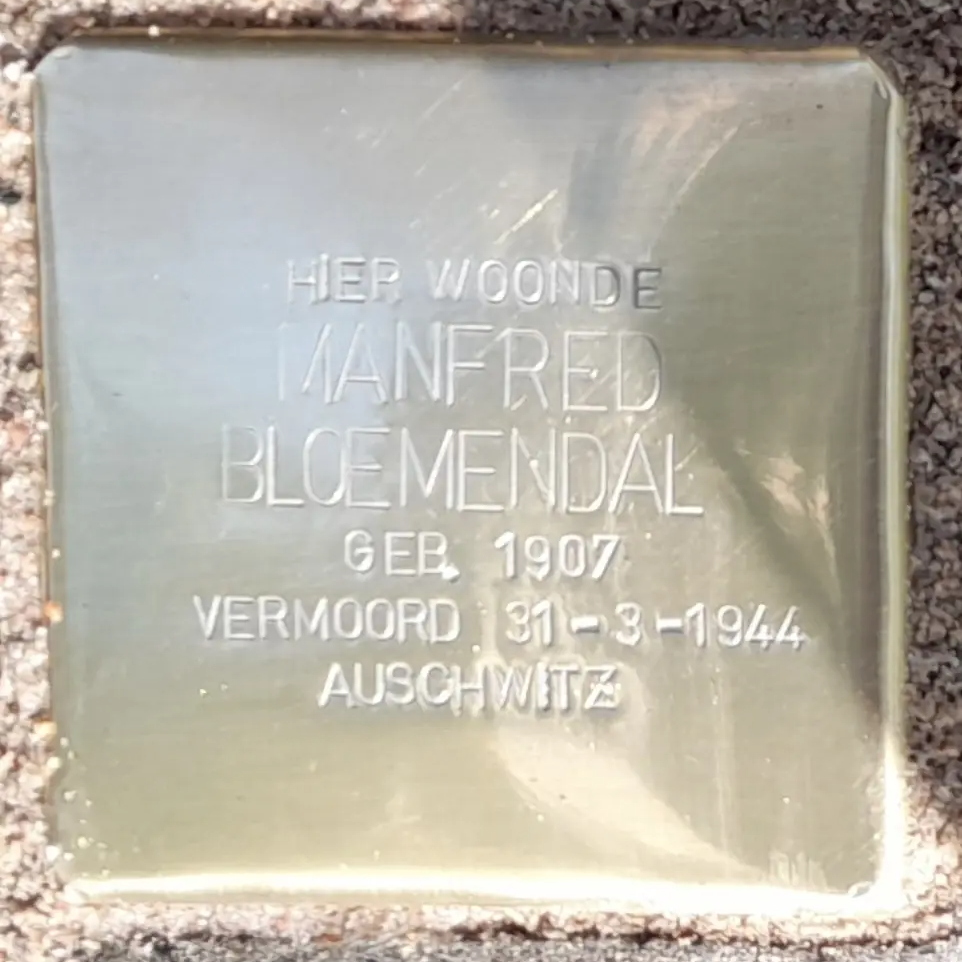 HIER WOONDE
MANFRED
BLOEMENDAL
GEB. 1907
VERMOORD 31-3-1944
AUSCHWITZ